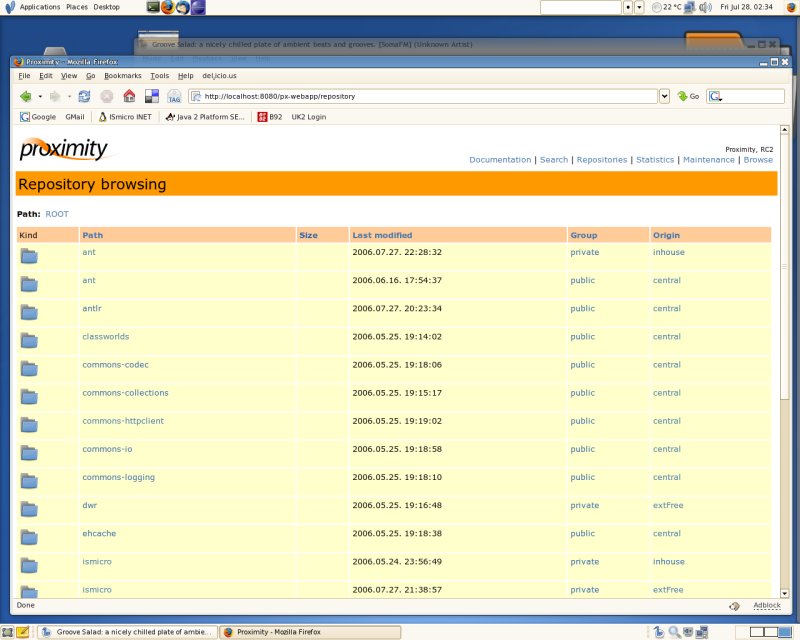 Applications Places Desktop 22 °C Fri Jul 28, 02:34
Groove Salad: a nicely chilled plate of ambient beats and grooves. [SomaFM] (Unknown Artist)
Proximity - Mozilla Firefox
File Edit View Go Bookmarks Tools Help del.icio.us
TAG http://localhost:8080/px-webapp/repository Go G
Google GMail ISmicro INET Java 2 Platform SE... B92 UK2 Login
proximity
Proximity, RC2
Documentation | Search | Repositories | Statistics | Maintenance | Browse
Repository browsing
Path: ROOT
Kind Path Size Last modified Group Origin
ant 2006.07.27. 22:28:32 private inhouse
ant 2006.06.16. 17:54:37 public central
antlr 2006.07.27. 20:23:34 public central
classworlds 2006.05.25. 19:14:02 public central
commons-codec 2006.05.25. 19:18:06 public central
commons-collections 2006.05.25. 19:15:17 public central
commons-httpclient 2006.05.25. 19:19:02 public central
commons-io 2006.05.25. 19:18:58 public central
commons-logging 2006.05.25. 19:18:10 public central
dwr 2006.05.25. 19:16:48 private extFree
ehcache 2006.05.25. 19:18:38 public central
ismicro 2006.05.24. 23:56:49 private inhouse
ismicro 2006.07.27. 21:38:57 private extFree
Done Adblock
Groove Salad: a nicely chilled plate of ambie... Proximity - Mozilla Firefox